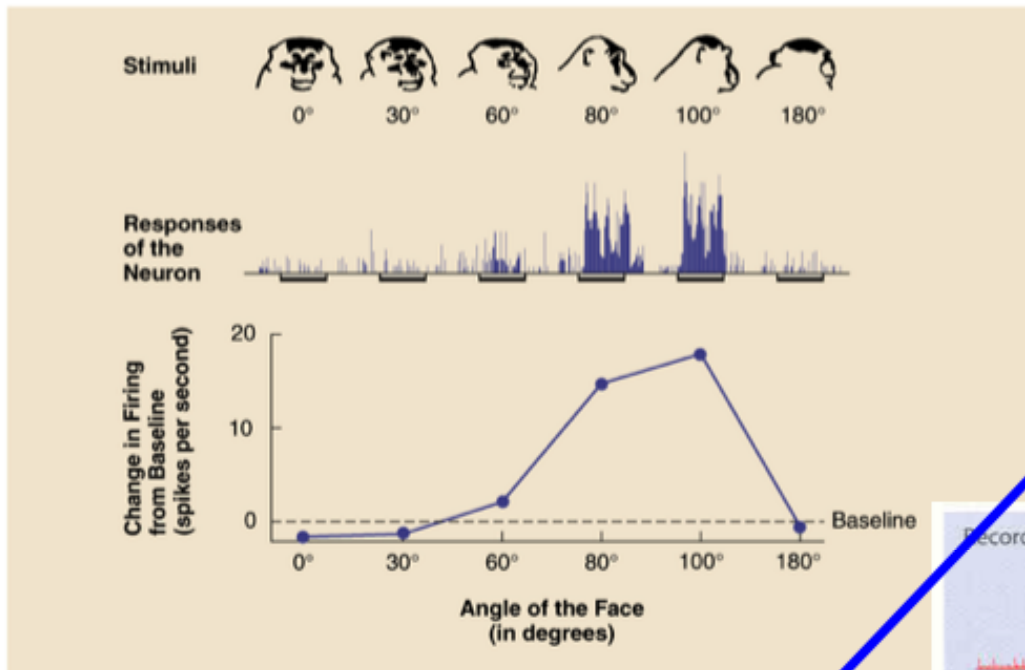 Stimuli
0° 30° 60° 80° 100° 180°
Responses
of the
Neuron
Change in Firing
from Baseline
(spikes per second)
20
10
0
Baseline
0° 30° 60° 80° 100° 180°
Angle of the Face
(in degrees)